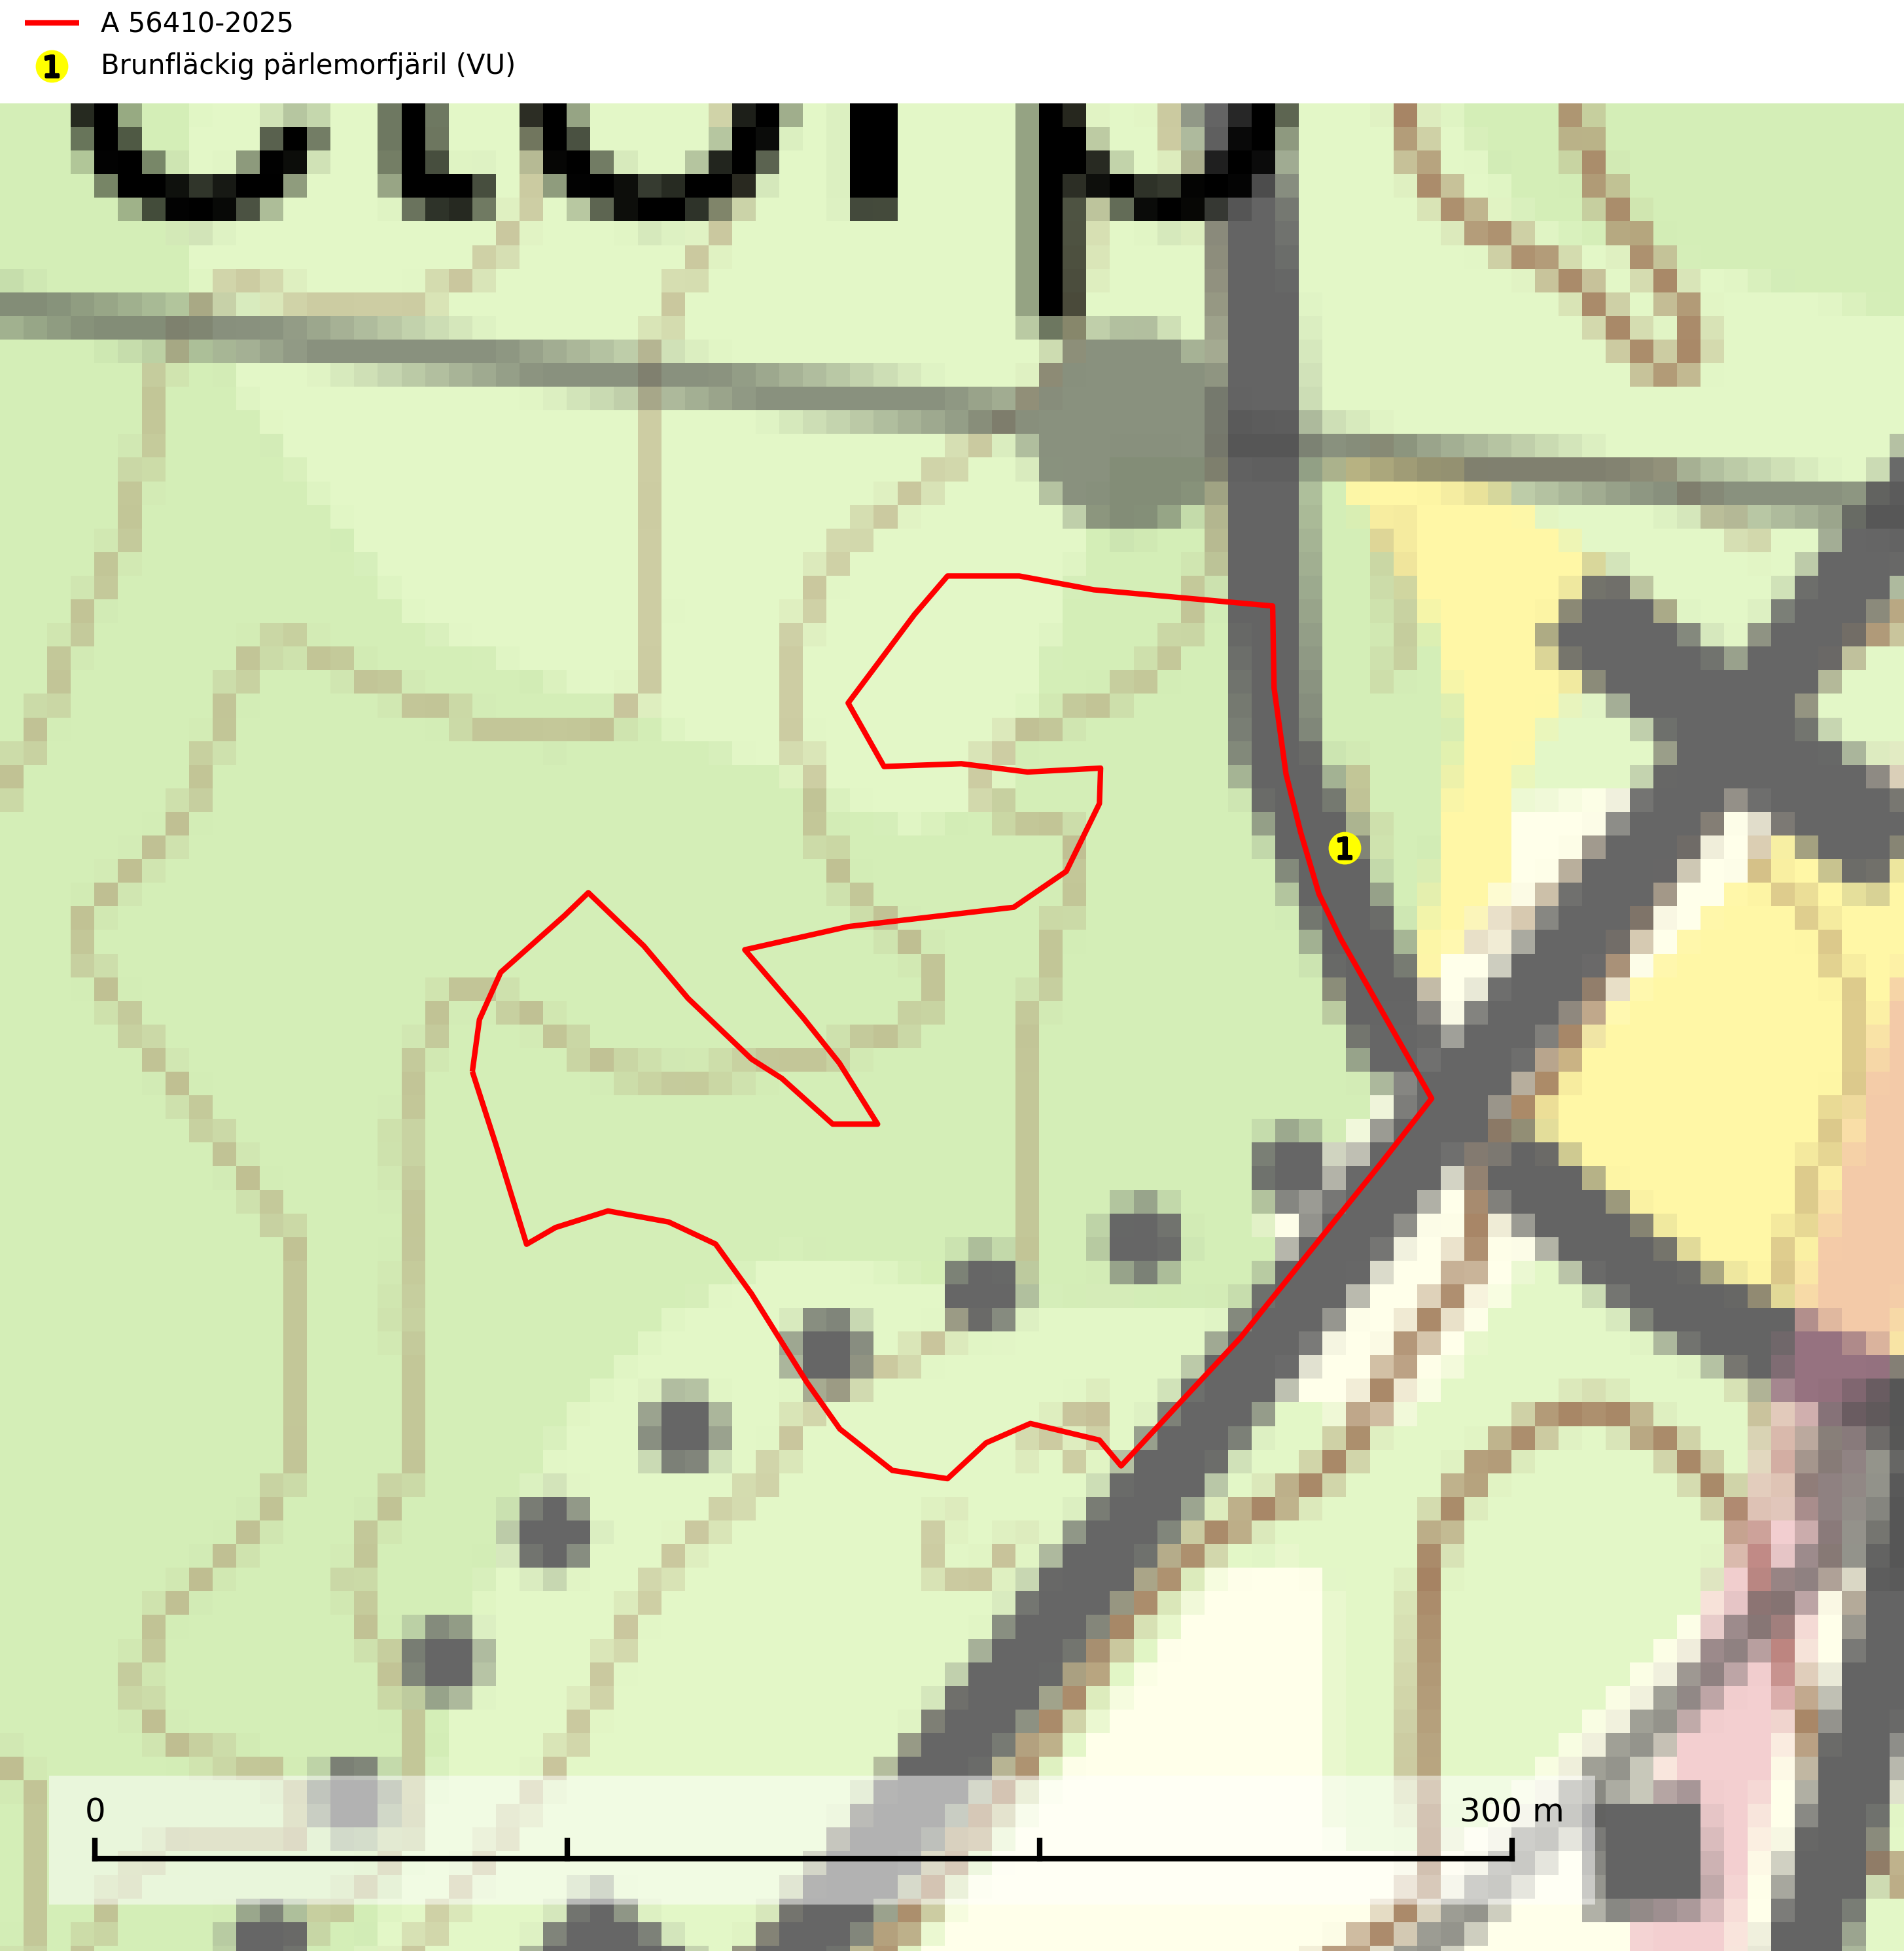 A 56410-2025
1 Brunfläckig pärlemorfjäril (VU)
1
0 300 m